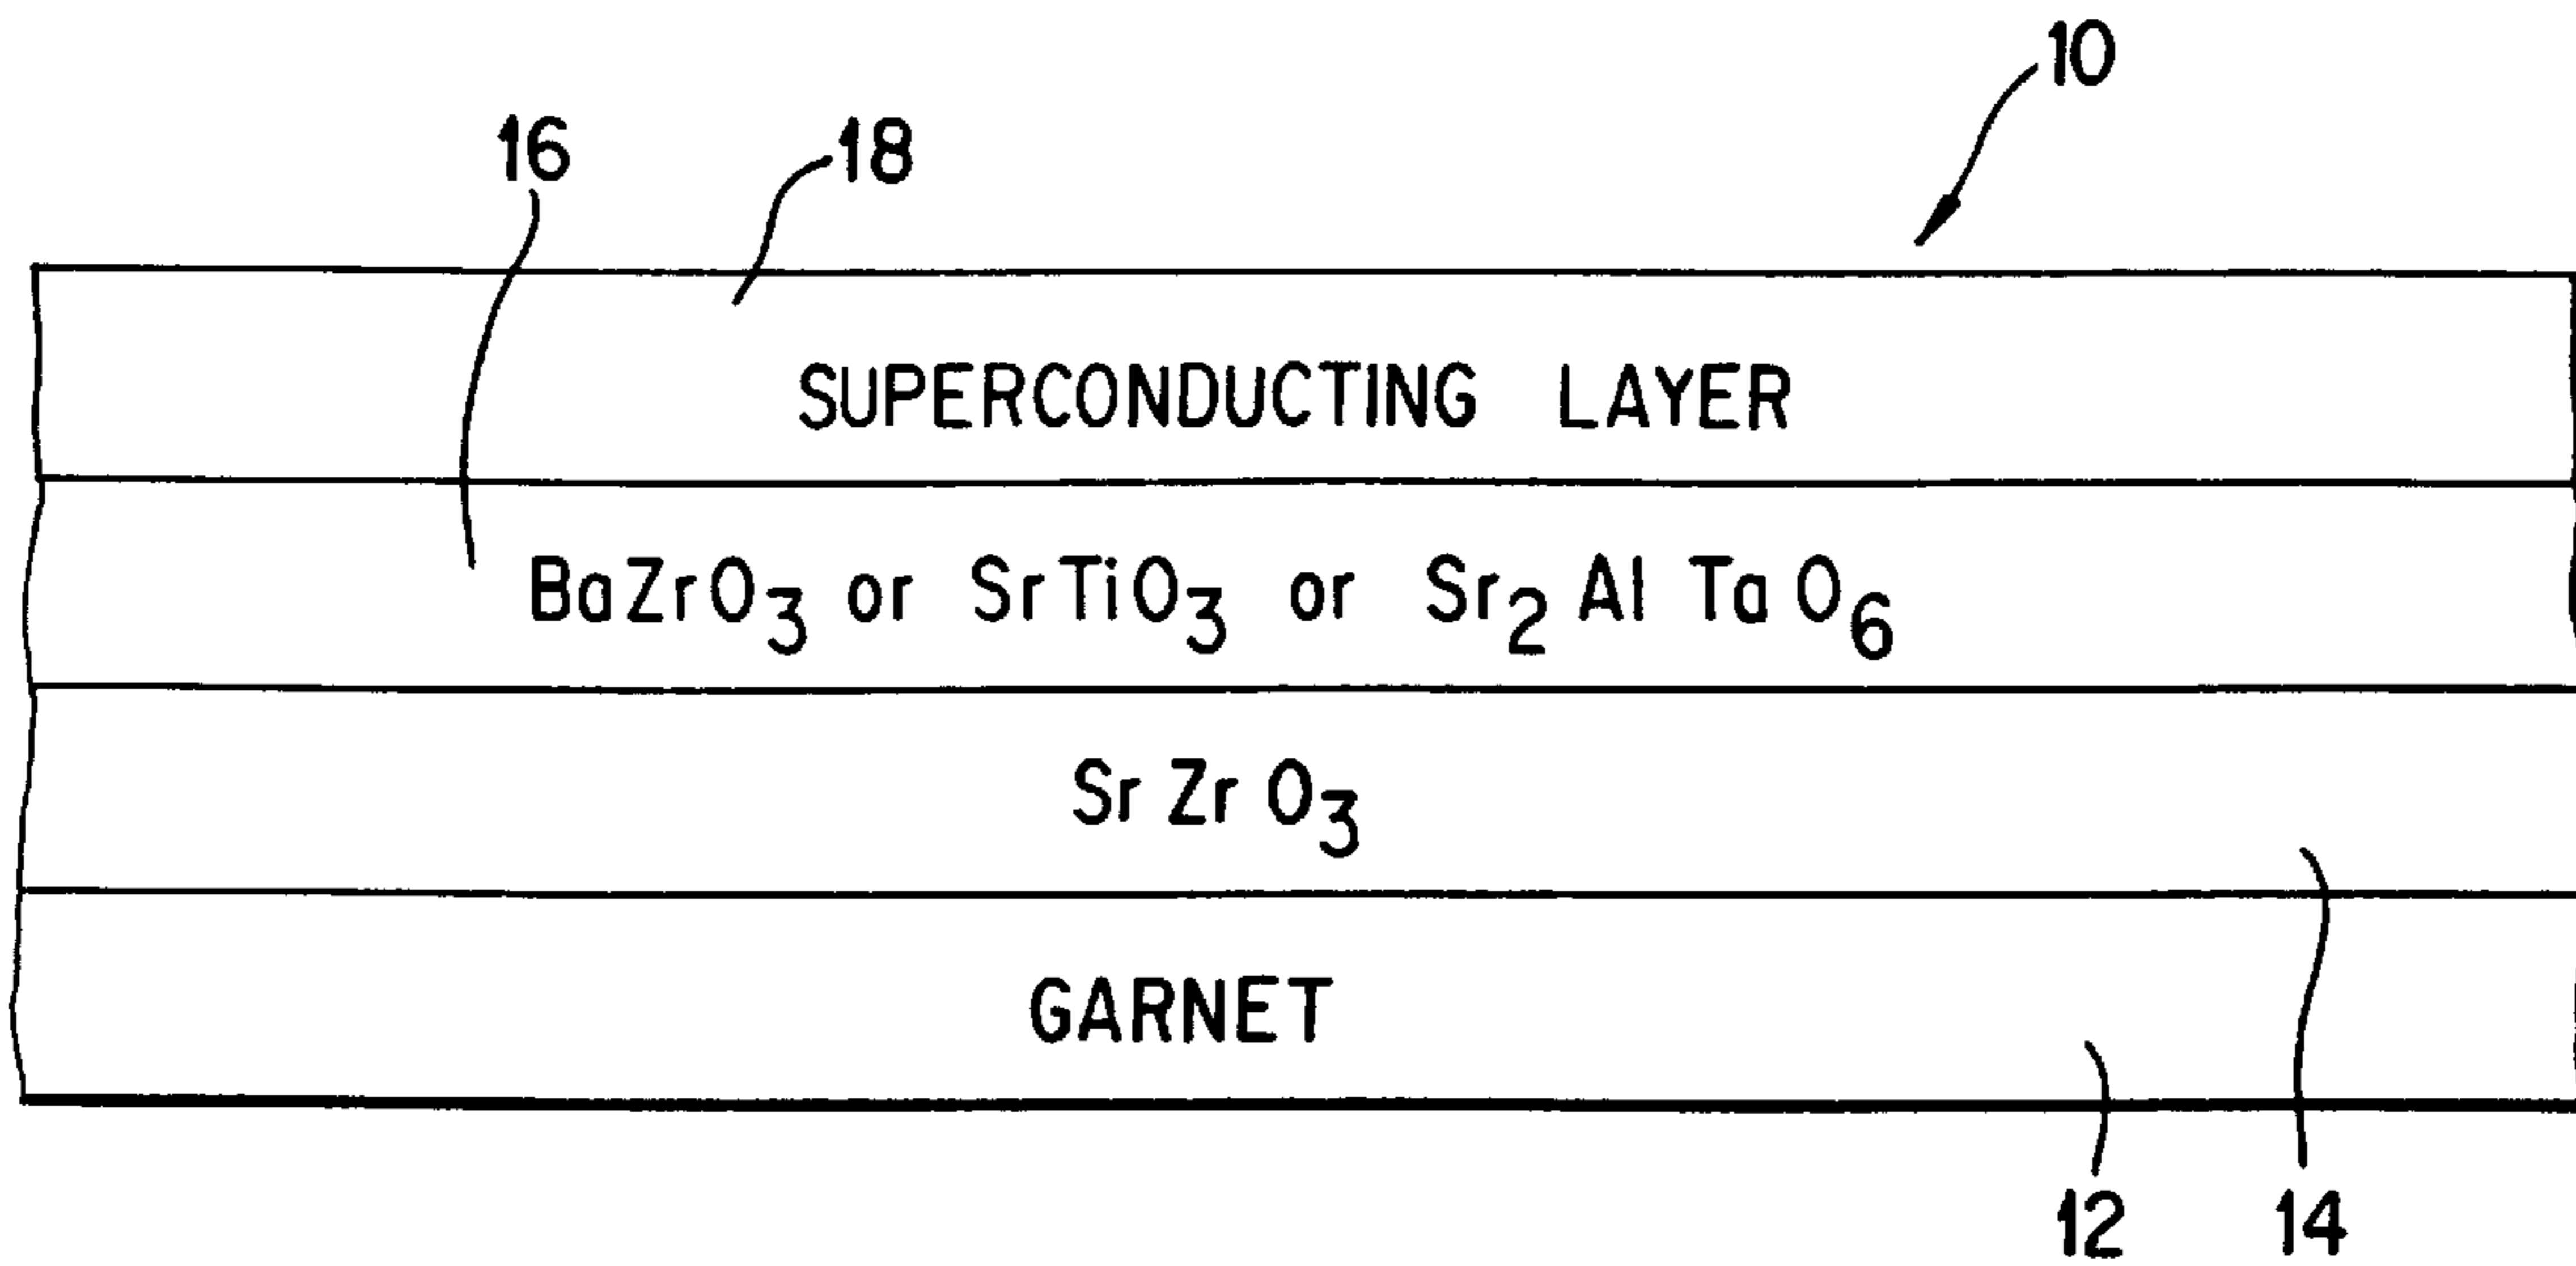 10
16 18
SUPERCONDUCTING LAYER
BaZrO3 or SrTiO3 or Sr2 Al Ta O6
Sr Zr O3
GARNET
12 14